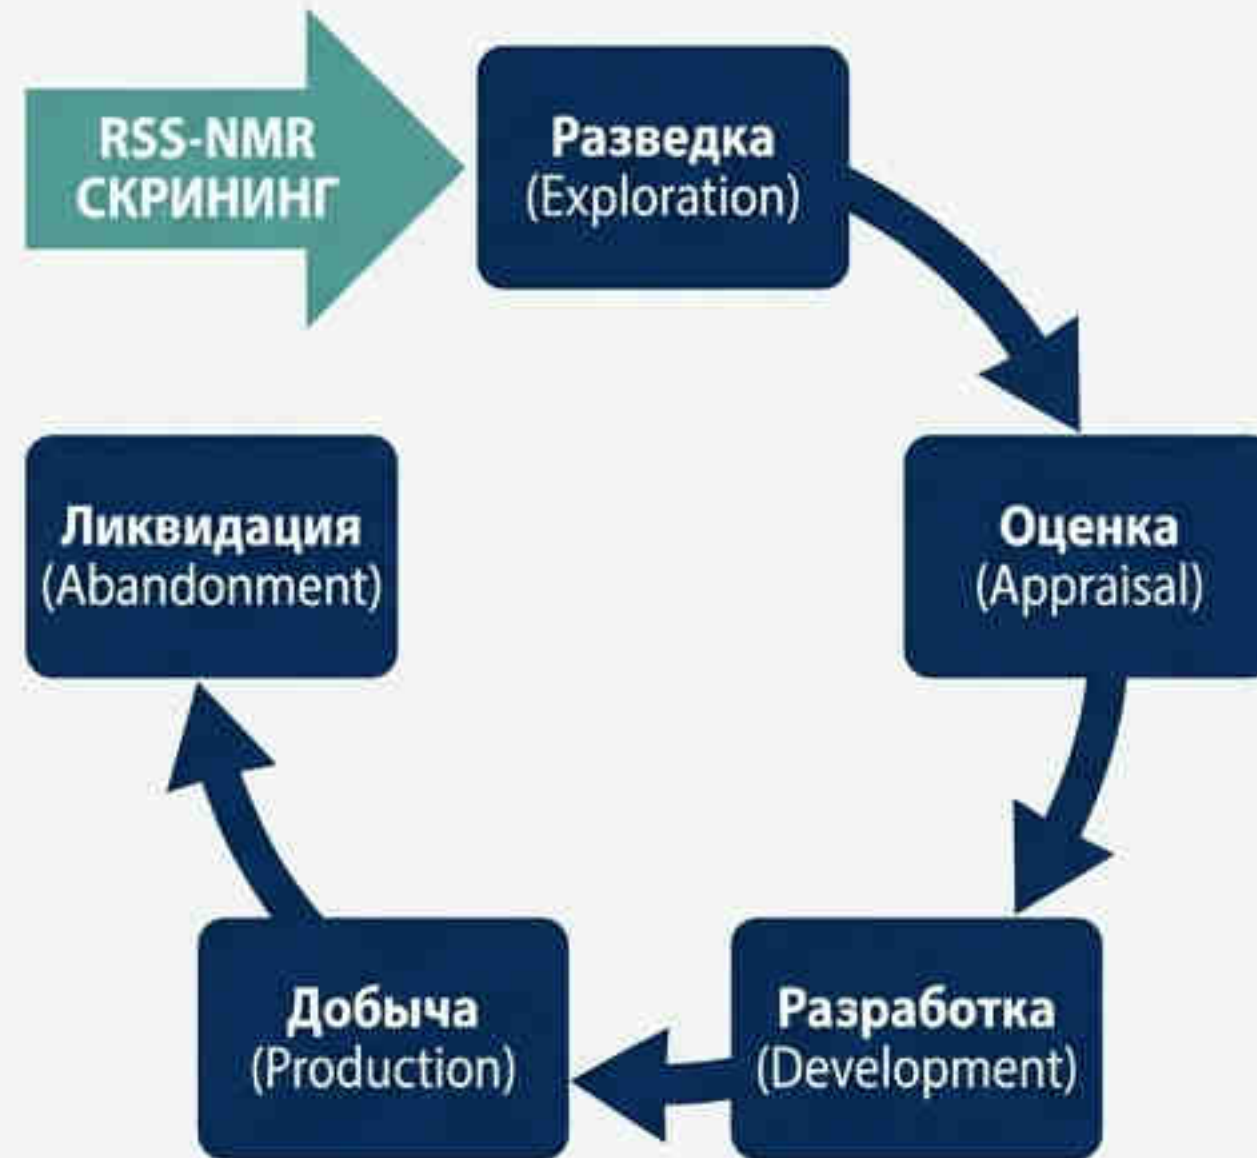 RSS-NMR
СКРИНИНГ
Разведка
(Exploration)
Оценка
(Appraisal)
Разработка
(Development)
Добыча
(Production)
Ликвидация
(Abandonment)